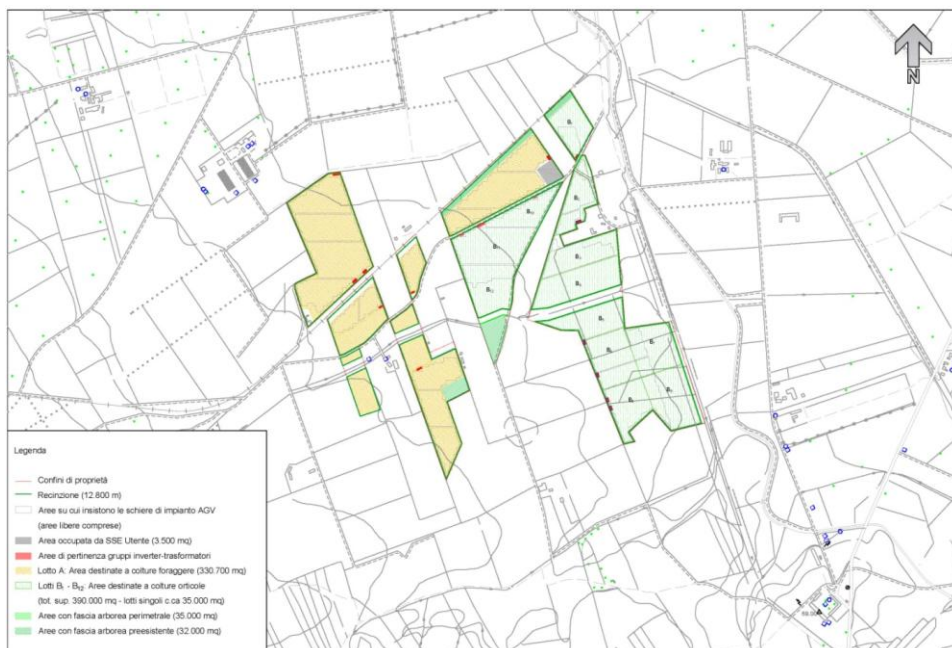 N
B₁
B₁₂
Legenda
Confini di proprietà
Recinzione (12.800 m)
Aree su cui insistono le schiere di impianto AGV
(aree libere comprese)
Area occupata da SSE Utente (3.500 mq)
Aree di pertinenza gruppi inverter-trasformatori
Lotto A: Area destinate a colture foraggere (330.700 mq)
Lotti B₁ - B₁₂: Aree destinate a colture orticole
(tot. sup. 390.000 mq - lotti singoli c.ca 35.000 mq)
Aree con fascia arborea perimetrale (35.000 mq)
Aree con fascia arborea preesistente (32.000 mq)